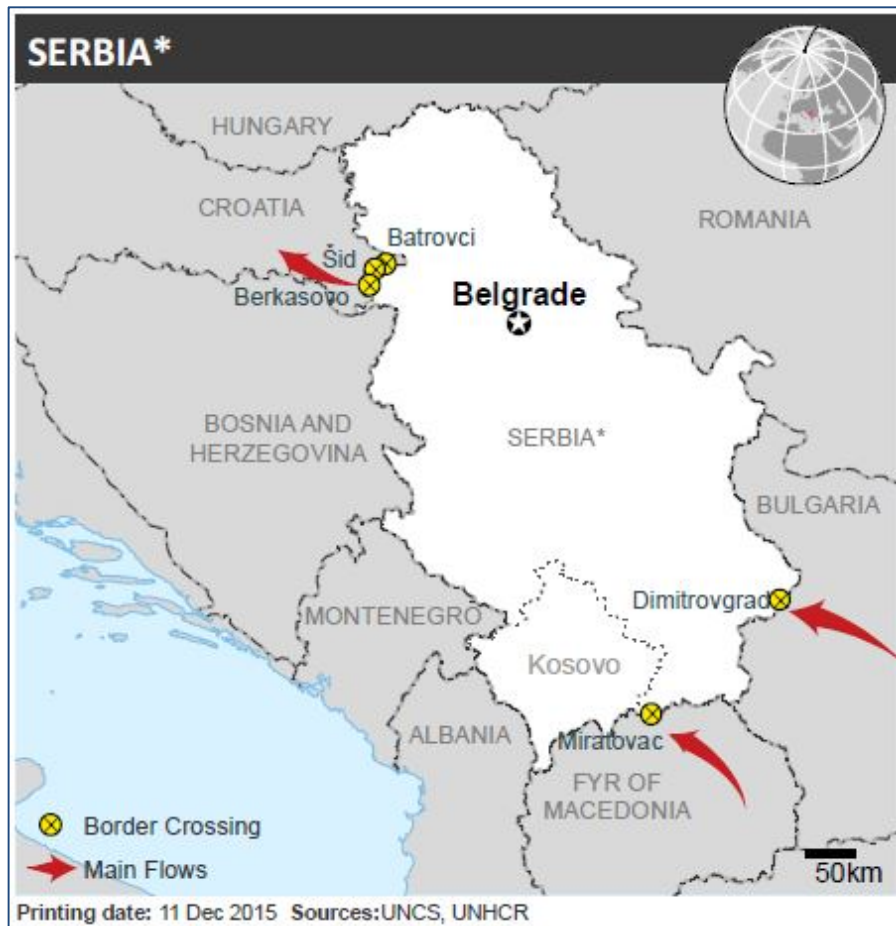 SERBIA*
HUNGARY
CROATIA
ROMANIA
Batrovci
Šid
Berkasovo
Belgrade
BOSNIA AND
HERZEGOVINA
SERBIA*
BULGARIA
Dimitrovgrad
MONTENEGRO
Kosovo
ALBANIA
Miratovac
FYR OF
MACEDONIA
Border Crossing
Main Flows
50km
Printing date: 11 Dec 2015 Sources:UNCS, UNHCR